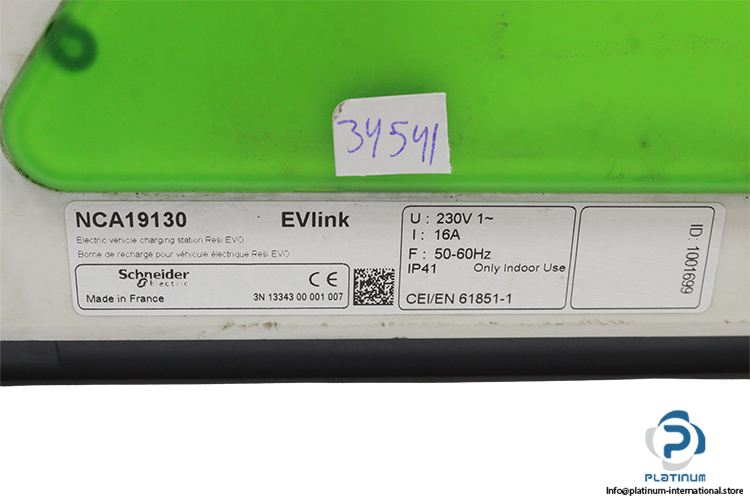 34541
NCA19130
EVlink
Electric vehicle charging station Resi EVO
Borne de recharge pour véhicule électrique Resi EVO
Schneider
Electric
Made in France
CE
3N 13343 00 001 007
U : 230V 1~
I : 16A
F : 50-60Hz
IP41 Only Indoor Use
CEI/EN 61851-1
ID: 1001699
PLATINUM
Info@platinum-international.store